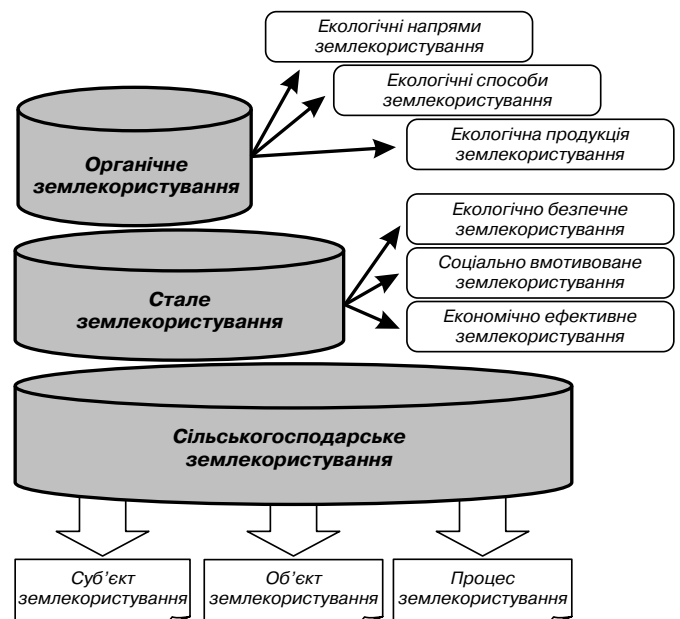 Екологічні напрями
землекористування
Екологічні способи
землекористування
Екологічна продукція
землекористування
Органічне
землекористування
Екологічно безпечне
землекористування
Соціально вмотивоване
землекористування
Економічно ефективне
землекористування
Стале
землекористування
Сільськогосподарське
землекористування
Суб’єкт
землекористування
Об’єкт
землекористування
Процес
землекористування